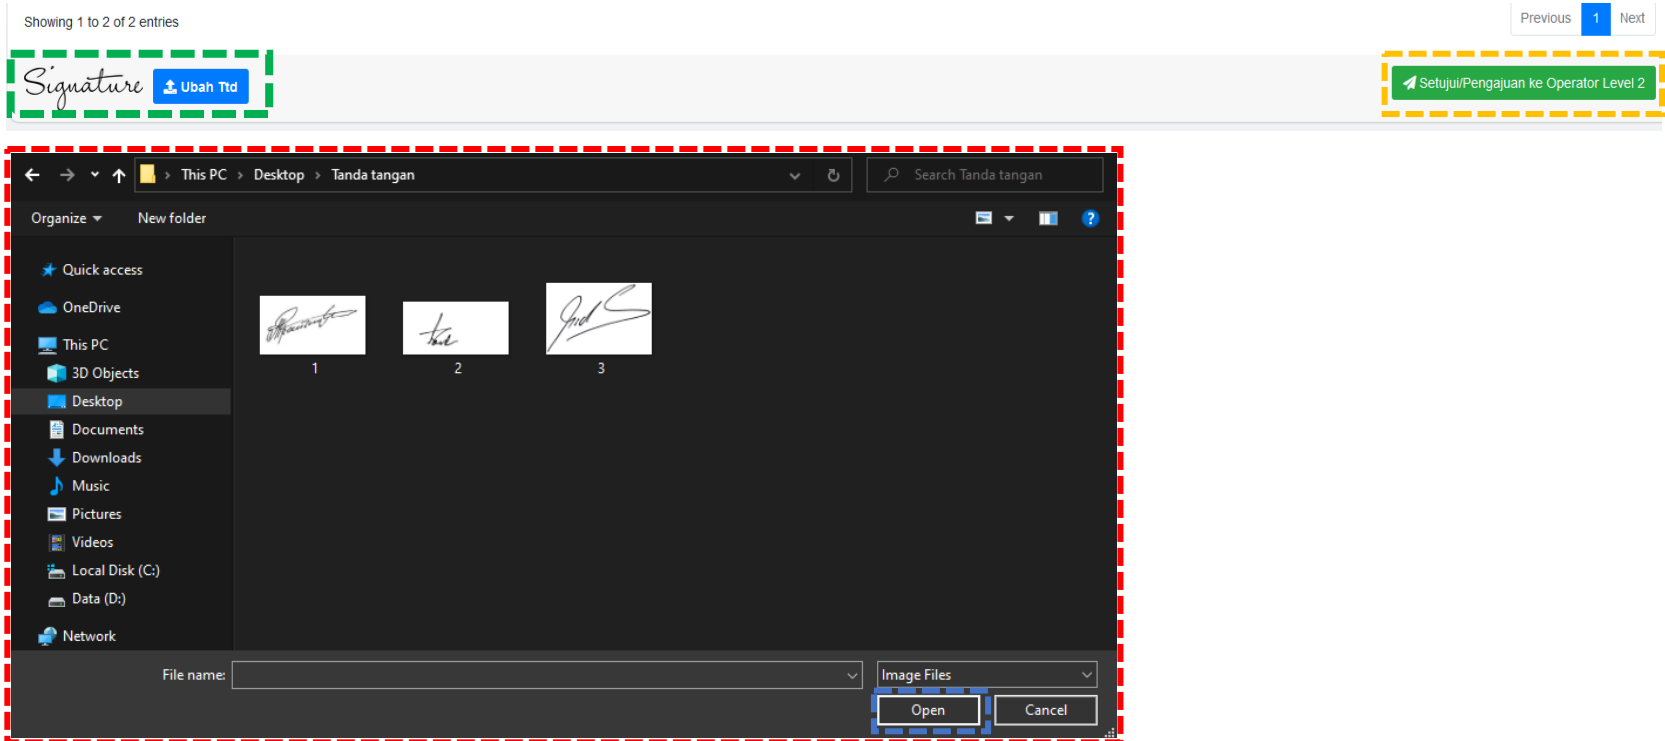 Showing 1 to 2 of 2 entries
Previous 1 Next
Signature Ubah Ttd
Setujui/Pengajuan ke Operator Level 2
This PC > Desktop > Tanda tangan
Search Tanda tangan
Organize New folder
Quick access
OneDrive
This PC
3D Objects
Desktop
Documents
Downloads
Music
Pictures
Videos
Local Disk (C:)
Data (D:)
Network
1 2 3
File name:
Image Files
Open Cancel